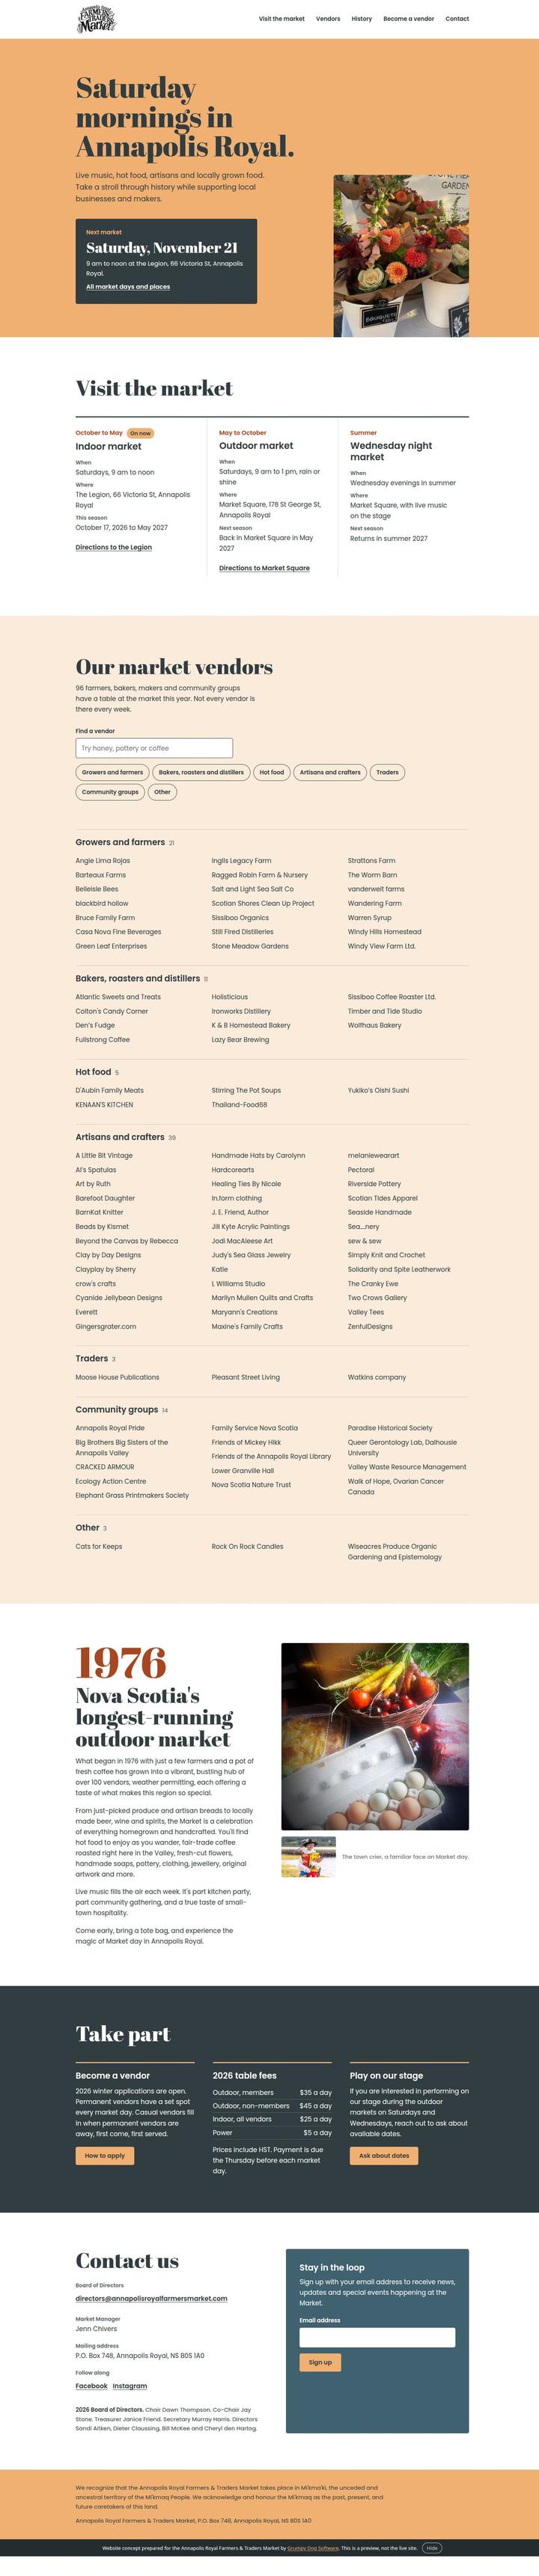 FARMERS & TRADERS
Market
Visit the market Vendors History Become a vendor Contact
Saturday
mornings in
Annapolis Royal.
Live music, hot food, artisans and locally grown food.
Take a stroll through history while supporting local
businesses and makers.
Next market
Saturday, November 21
9 am to noon at the Legion, 66 Victoria St, Annapolis
Royal.
All market days and places
GARDEN
BOUQUETS
Visit the market
October to May On now
Indoor market
When
Saturdays, 9 am to noon
Where
The Legion, 66 Victoria St, Annapolis
Royal
This season
October 17, 2026 to May 2027
Directions to the Legion
May to October
Outdoor market
When
Saturdays, 9 am to 1 pm, rain or
shine
Where
Market Square, 178 St George St,
Annapolis Royal
Next season
Back in Market Square in May
2027
Directions to Market Square
Summer
Wednesday night
market
When
Wednesday evenings in summer
Where
Market Square, with live music
on the stage
Next season
Returns in summer 2027
Our market vendors
96 farmers, bakers, makers and community groups
have a table at the market this year. Not every vendor is
there every week.
Find a vendor
Try honey, pottery or coffee
Growers and farmers Bakers, roasters and distillers Hot food Artisans and crafters Traders
Community groups Other
Growers and farmers 21
Angie Lima Rojas
Barteaux Farms
Belleisle Bees
blackbird hollow
Bruce Family Farm
Casa Nova Fine Beverages
Green Leaf Enterprises
Inglis Legacy Farm
Ragged Robin Farm & Nursery
Salt and Light Sea Salt Co
Scotian Shores Clean Up Project
Sissiboo Organics
Still Fired Distilleries
Stone Meadow Gardens
Strattons Farm
The Worm Barn
vanderweit farms
Wandering Farm
Warren Syrup
Windy Hills Homestead
Windy View Farm Ltd.
Bakers, roasters and distillers 11
Atlantic Sweets and Treats
Colton's Candy Corner
Den's Fudge
Fullstrong Coffee
Holisticious
Ironworks Distillery
K & B Homestead Bakery
Lazy Bear Brewing
Sissiboo Coffee Roaster Ltd.
Timber and Tide Studio
Wolfhaus Bakery
Hot food 5
D'Aubin Family Meats
KENAAN'S KITCHEN
Stirring The Pot Soups
Thailand-Food68
Yukiko's Oishi Sushi
Artisans and crafters 39
A Little Bit Vintage
Al's Spatulas
Art by Ruth
Barefoot Daughter
BarnKat Knitter
Beads by Kismet
Beyond the Canvas by Rebecca
Clay by Day Designs
Clayplay by Sherry
crow's crafts
Cyanide Jellybean Designs
Everett
Gingersgrater.com
Handmade Hats by Carolynn
Hardcorearts
Healing Ties By Nicole
In.form clothing
J. E. Friend, Author
Jill Kyte Acrylic Paintings
Jodi MacAleese Art
Judy's Sea Glass Jewelry
Katie
L Williams Studio
Marilyn Mullen Quilts and Crafts
Maryann's Creations
Maxine's Family Crafts
melaniewearart
Pectoral
Riverside Pottery
Scotian Tides Apparel
Seaside Handmade
Sea...nery
sew & sew
Simply Knit and Crochet
Solidarity and Spite Leatherwork
The Cranky Ewe
Two Crows Gallery
Valley Tees
ZenfulDesigns
Traders 3
Moose House Publications
Pleasant Street Living
Watkins company
Community groups 14
Annapolis Royal Pride
Big Brothers Big Sisters of the
Annapolis Valley
CRACKED ARMOUR
Ecology Action Centre
Elephant Grass Printmakers Society
Family Service Nova Scotia
Friends of Mickey Hikk
Friends of the Annapolis Royal Library
Lower Granville Hall
Nova Scotia Nature Trust
Paradise Historical Society
Queer Gerontology Lab, Dalhousie
University
Valley Waste Resource Management
Walk of Hope, Ovarian Cancer
Canada
Other 3
Cats for Keeps
Rock On Rock Candles
Wiseacres Produce Organic
Gardening and Epistemology
1976
Nova Scotia's
longest-running
outdoor market
What began in 1976 with just a few farmers and a pot of
fresh coffee has grown into a vibrant, bustling hub of
over 100 vendors, weather permitting, each offering a
taste of what makes this region so special.
From just-picked produce and artisan breads to locally
made beer, wine and spirits, the Market is a celebration
of everything homegrown and handcrafted. You'll find
hot food to enjoy as you wander, fair-trade coffee
roasted right here in the Valley, fresh-cut flowers,
handmade soaps, pottery, clothing, jewellery, original
artwork and more.
Live music fills the air each week. It's part kitchen party,
part community gathering, and a true taste of small-
town hospitality.
Come early, bring a tote bag, and experience the
magic of Market day in Annapolis Royal.
The town crier, a familiar face on Market day.
Take part
Become a vendor
2026 winter applications are open.
Permanent vendors have a set spot
every market day. Casual vendors fill
in when permanent vendors are
away, first come, first served.
How to apply
2026 table fees
Outdoor, members $35 a day
Outdoor, non-members $45 a day
Indoor, all vendors $25 a day
Power $5 a day
Prices include HST. Payment is due
the Thursday before each market
day.
Play on our stage
If you are interested in performing on
our stage during the outdoor
markets on Saturdays and
Wednesdays, reach out to ask about
available dates.
Ask about dates
Contact us
Board of Directors
directors@annapolisroyalfarmersmarket.com
Market Manager
Jenn Chivers
Mailing address
P.O. Box 748, Annapolis Royal, NS B0S 1A0
Follow along
Facebook Instagram
2026 Board of Directors. Chair Dawn Thompson. Co-Chair Jay
Stone. Treasurer Janice Friend. Secretary Murray Harris. Directors
Sondi Aitken, Dieter Claussing, Bill McKee and Cheryl den Hartog.
Stay in the loop
Sign up with your email address to receive news,
updates and special events happening at the
Market.
Email address
Sign up
We recognize that the Annapolis Royal Farmers & Traders Market takes place in Mi'kma'ki, the unceded and
ancestral territory of the Mi'kmaq People. We acknowledge and honour the Mi'kmaq as the past, present, and
future caretakers of this land.
Annapolis Royal Farmers & Traders Market, P.O. Box 748, Annapolis Royal, NS B0S 1A0
Website concept prepared for the Annapolis Royal Farmers & Traders Market by Grumpy Dog Software. This is a preview, not the live site. Hide